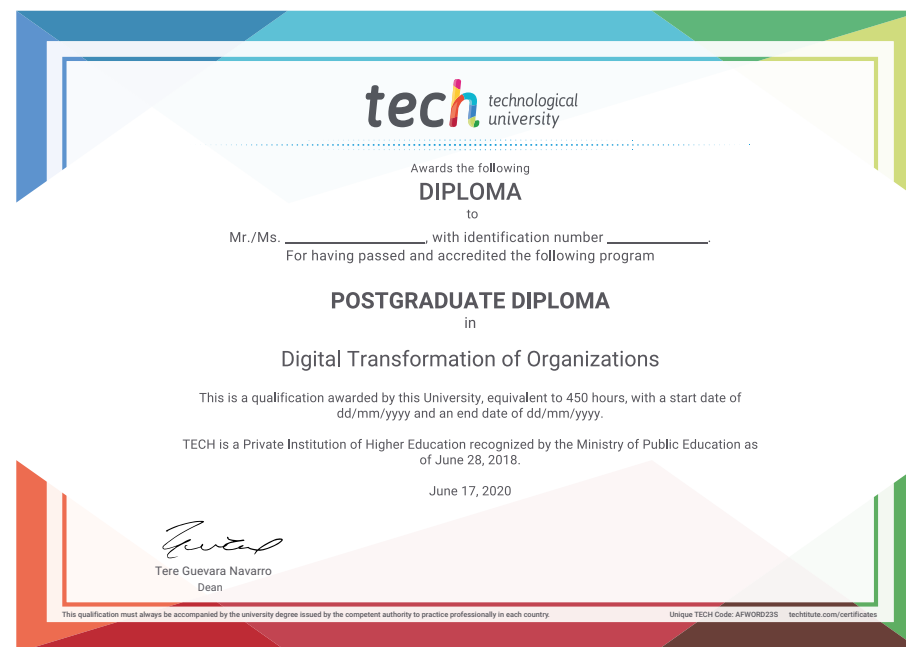 tech technological
university
Awards the following
DIPLOMA
to
Mr./Ms. ____________________, with identification number ______________.
For having passed and accredited the following program
POSTGRADUATE DIPLOMA
in
Digital Transformation of Organizations
This is a qualification awarded by this University, equivalent to 450 hours, with a start date of
dd/mm/yyyy and an end date of dd/mm/yyyy.
TECH is a Private Institution of Higher Education recognized by the Ministry of Public Education as
of June 28, 2018.
June 17, 2020
Tere Guevara Navarro
Dean
This qualification must always be accompanied by the university degree issued by the competent authority to practice professionally in each country. Unique TECH Code: AFWORD23S techtitute.com/certificates